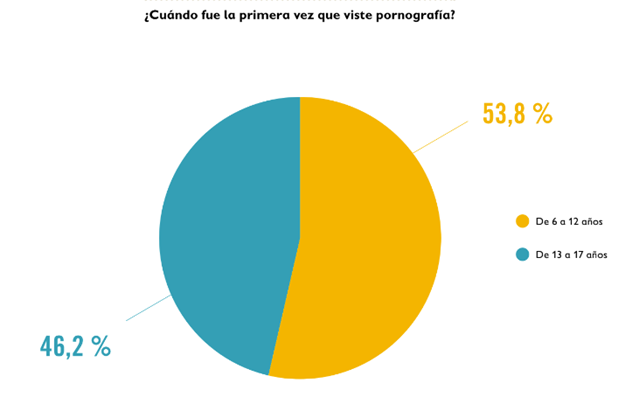 ¿Cuándo fue la primera vez que viste pornografía?
53,8 %
De 6 a 12 años
De 13 a 17 años
46,2 %